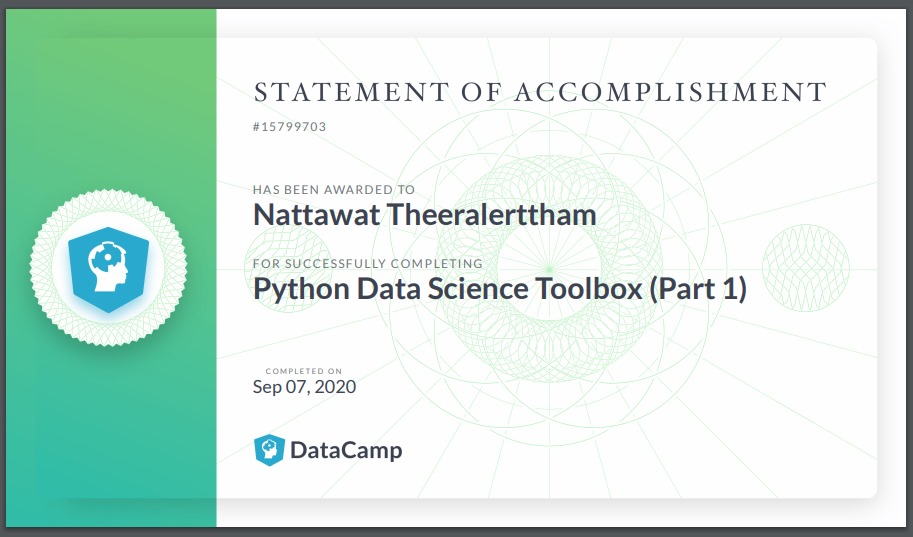 STATEMENT OF ACCOMPLISHMENT
#15799703
HAS BEEN AWARDED TO
Nattawat Theeralerttham
FOR SUCCESSFULLY COMPLETING
Python Data Science Toolbox (Part 1)
COMPLETED ON
Sep 07, 2020
DataCamp